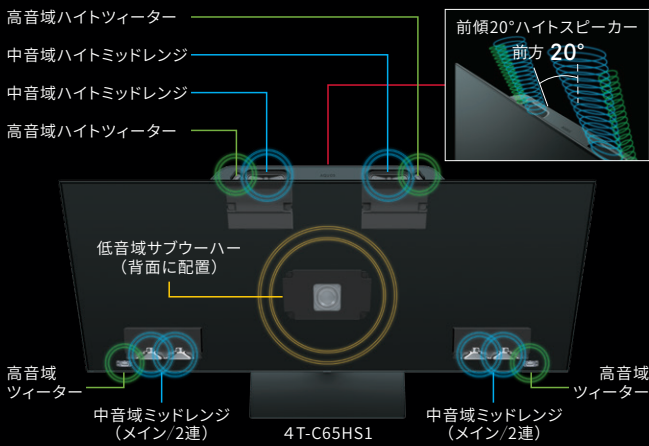 高音域ハイトツィーター
中音域ハイトミッドレンジ
中音域ハイトミッドレンジ
高音域ハイトツィーター
前傾20°ハイトスピーカー
前方 20°
低音域サブウーハー
（背面に配置）
高音域
ツィーター
中音域ミッドレンジ
（メイン/2連）
4T-C65HS1
中音域ミッドレンジ
（メイン/2連）
高音域
ツィーター